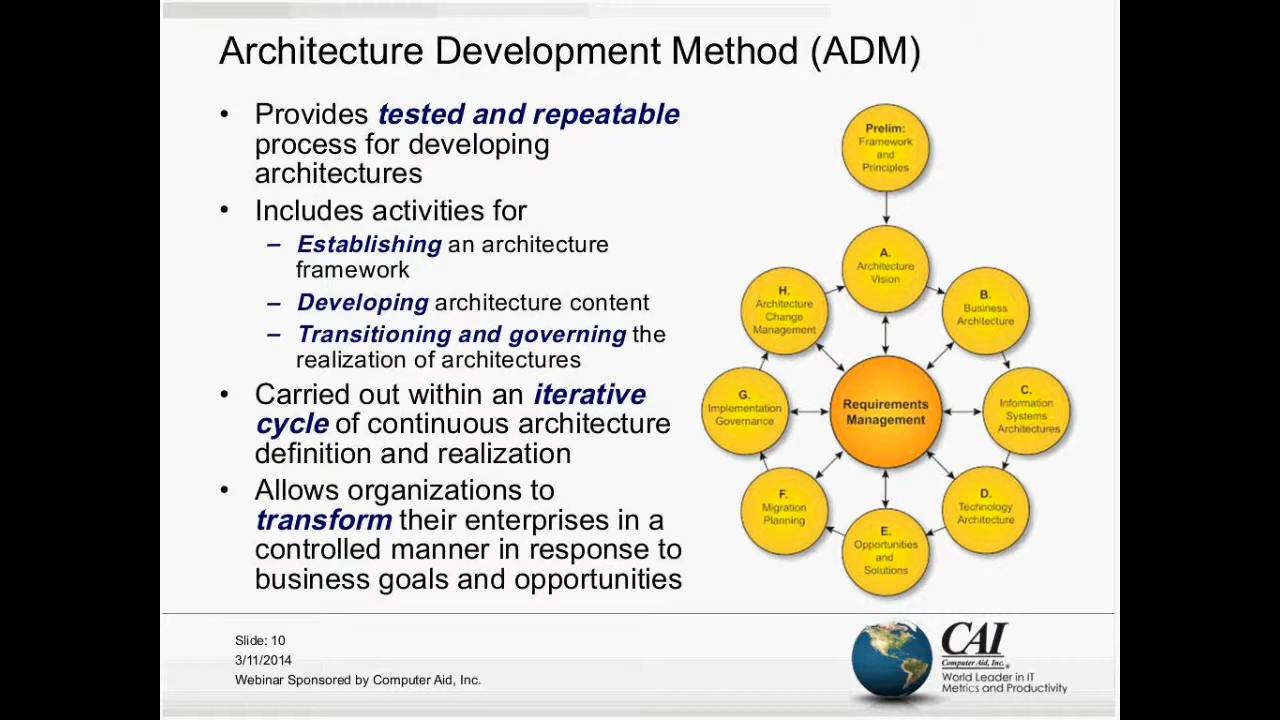 Architecture Development Method (ADM)
• Provides tested and repeatable
process for developing
architectures
• Includes activities for
– Establishing an architecture
framework
– Developing architecture content
– Transitioning and governing the
realization of architectures
• Carried out within an iterative
cycle of continuous architecture
definition and realization
• Allows organizations to
transform their enterprises in a
controlled manner in response to
business goals and opportunities
Prelim:
Framework
and
Principles
A.
Architecture
Vision
B.
Business
Architecture
C.
Information
Systems
Architectures
D.
Technology
Architecture
E.
Opportunities
and
Solutions
F.
Migration
Planning
G.
Implementation
Governance
H.
Architecture
Change
Management
Requirements
Management
Slide: 10
3/11/2014
Webinar Sponsored by Computer Aid, Inc.
CAI
Computer Aid, Inc.®
World Leader in IT
Metrics and Productivity